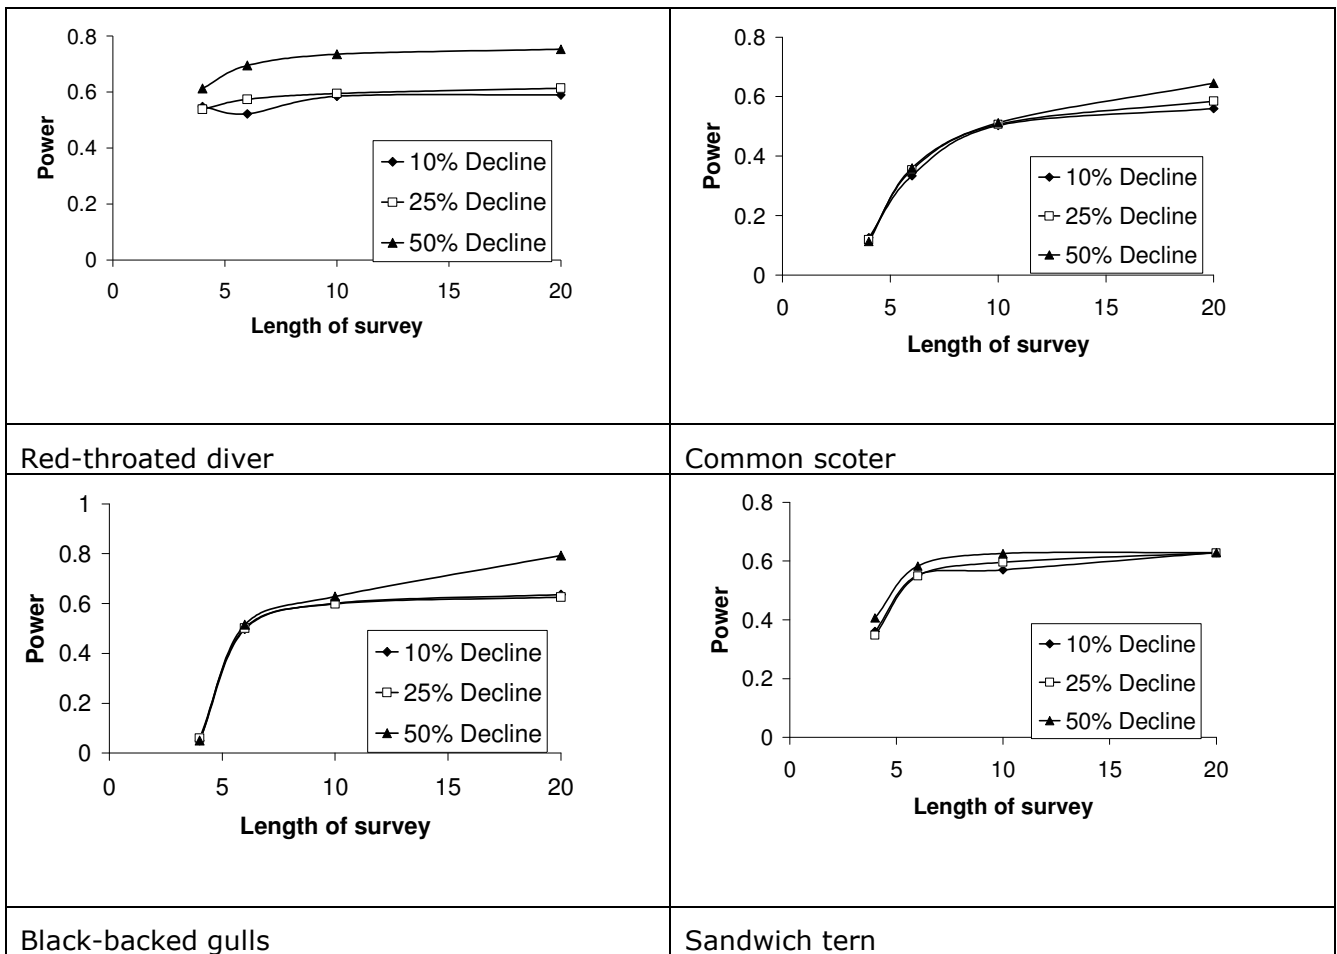 0.8
0.6
0.4
0.2
0
Power
0 5 10 15 20
Length of survey
10% Decline
25% Decline
50% Decline
Red-throated diver
0.8
0.6
0.4
0.2
0
Power
0 5 10 15 20
Length of survey
10% Decline
25% Decline
50% Decline
Common scoter
1
0.8
0.6
0.4
0.2
0
Power
0 5 10 15 20
Length of survey
10% Decline
25% Decline
50% Decline
Black-backed gulls
0.8
0.6
0.4
0.2
0
Power
0 5 10 15 20
Length of survey
10% Decline
25% Decline
50% Decline
Sandwich tern